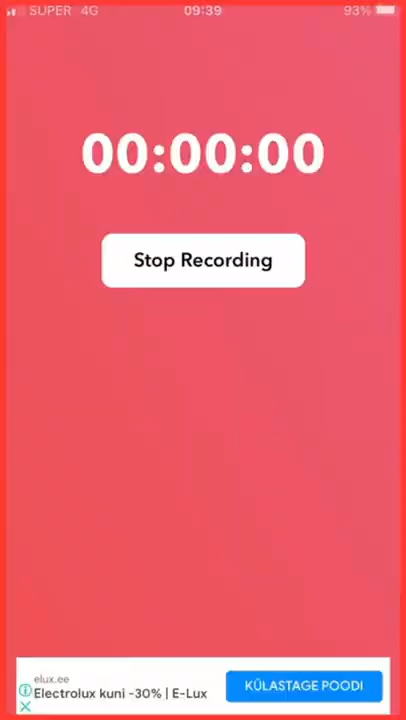 SUPER 4G 09:39 93%
00:00:00
Stop Recording
elux.ee
Electrolux kuni -30% | E-Lux
KÜLASTAGE POODI